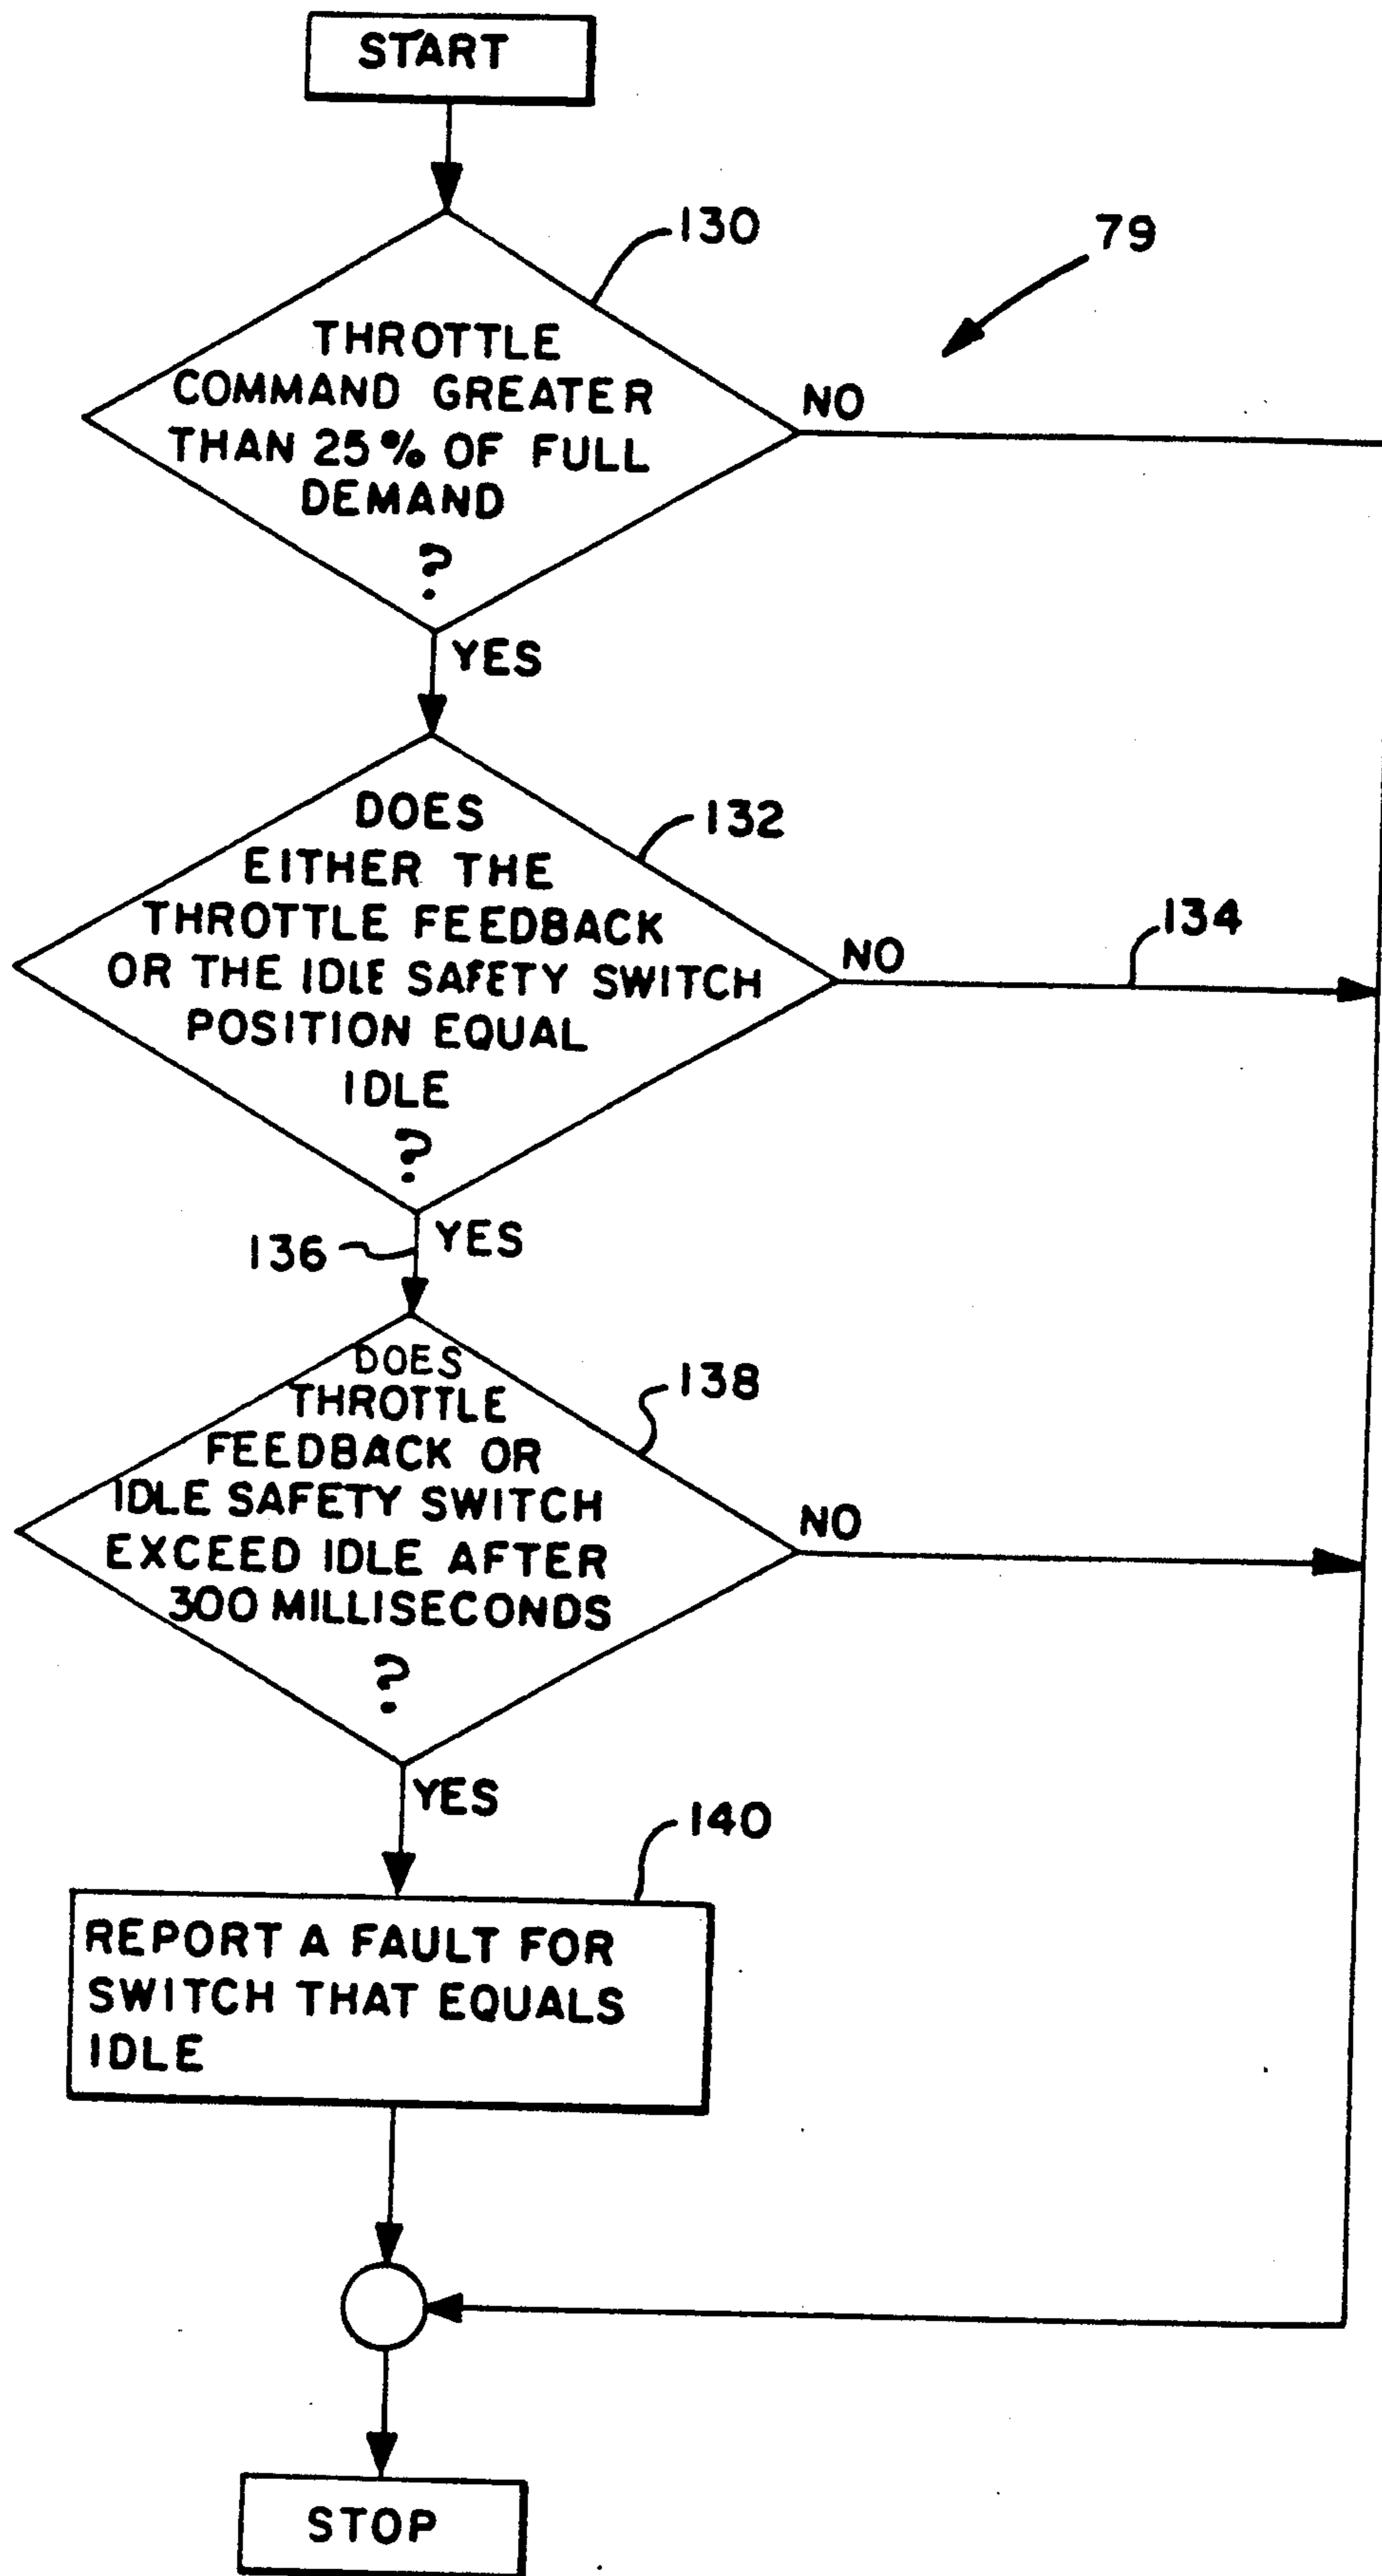 START
130
79
THROTTLE
COMMAND GREATER
THAN 25% OF FULL
DEMAND
?
NO
YES
132
DOES
EITHER THE
THROTTLE FEEDBACK
OR THE IDLE SAFETY SWITCH
POSITION EQUAL
IDLE
?
NO
134
136
YES
138
DOES
THROTTLE
FEEDBACK OR
IDLE SAFETY SWITCH
EXCEED IDLE AFTER
300 MILLISECONDS
?
NO
YES
140
REPORT A FAULT FOR
SWITCH THAT EQUALS
IDLE
STOP